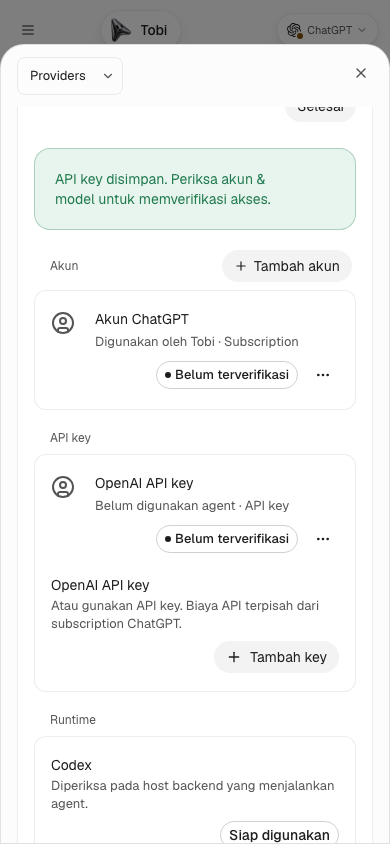 Tobi
ChatGPT
Providers
Selesai
API key disimpan. Periksa akun &
model untuk memverifikasi akses.
Akun
+ Tambah akun
Akun ChatGPT
Digunakan oleh Tobi · Subscription
• Belum terverifikasi
API key
OpenAI API key
Belum digunakan agent · API key
• Belum terverifikasi
OpenAI API key
Atau gunakan API key. Biaya API terpisah dari
subscription ChatGPT.
+ Tambah key
Runtime
Codex
Diperiksa pada host backend yang menjalankan
agent.
Siap digunakan